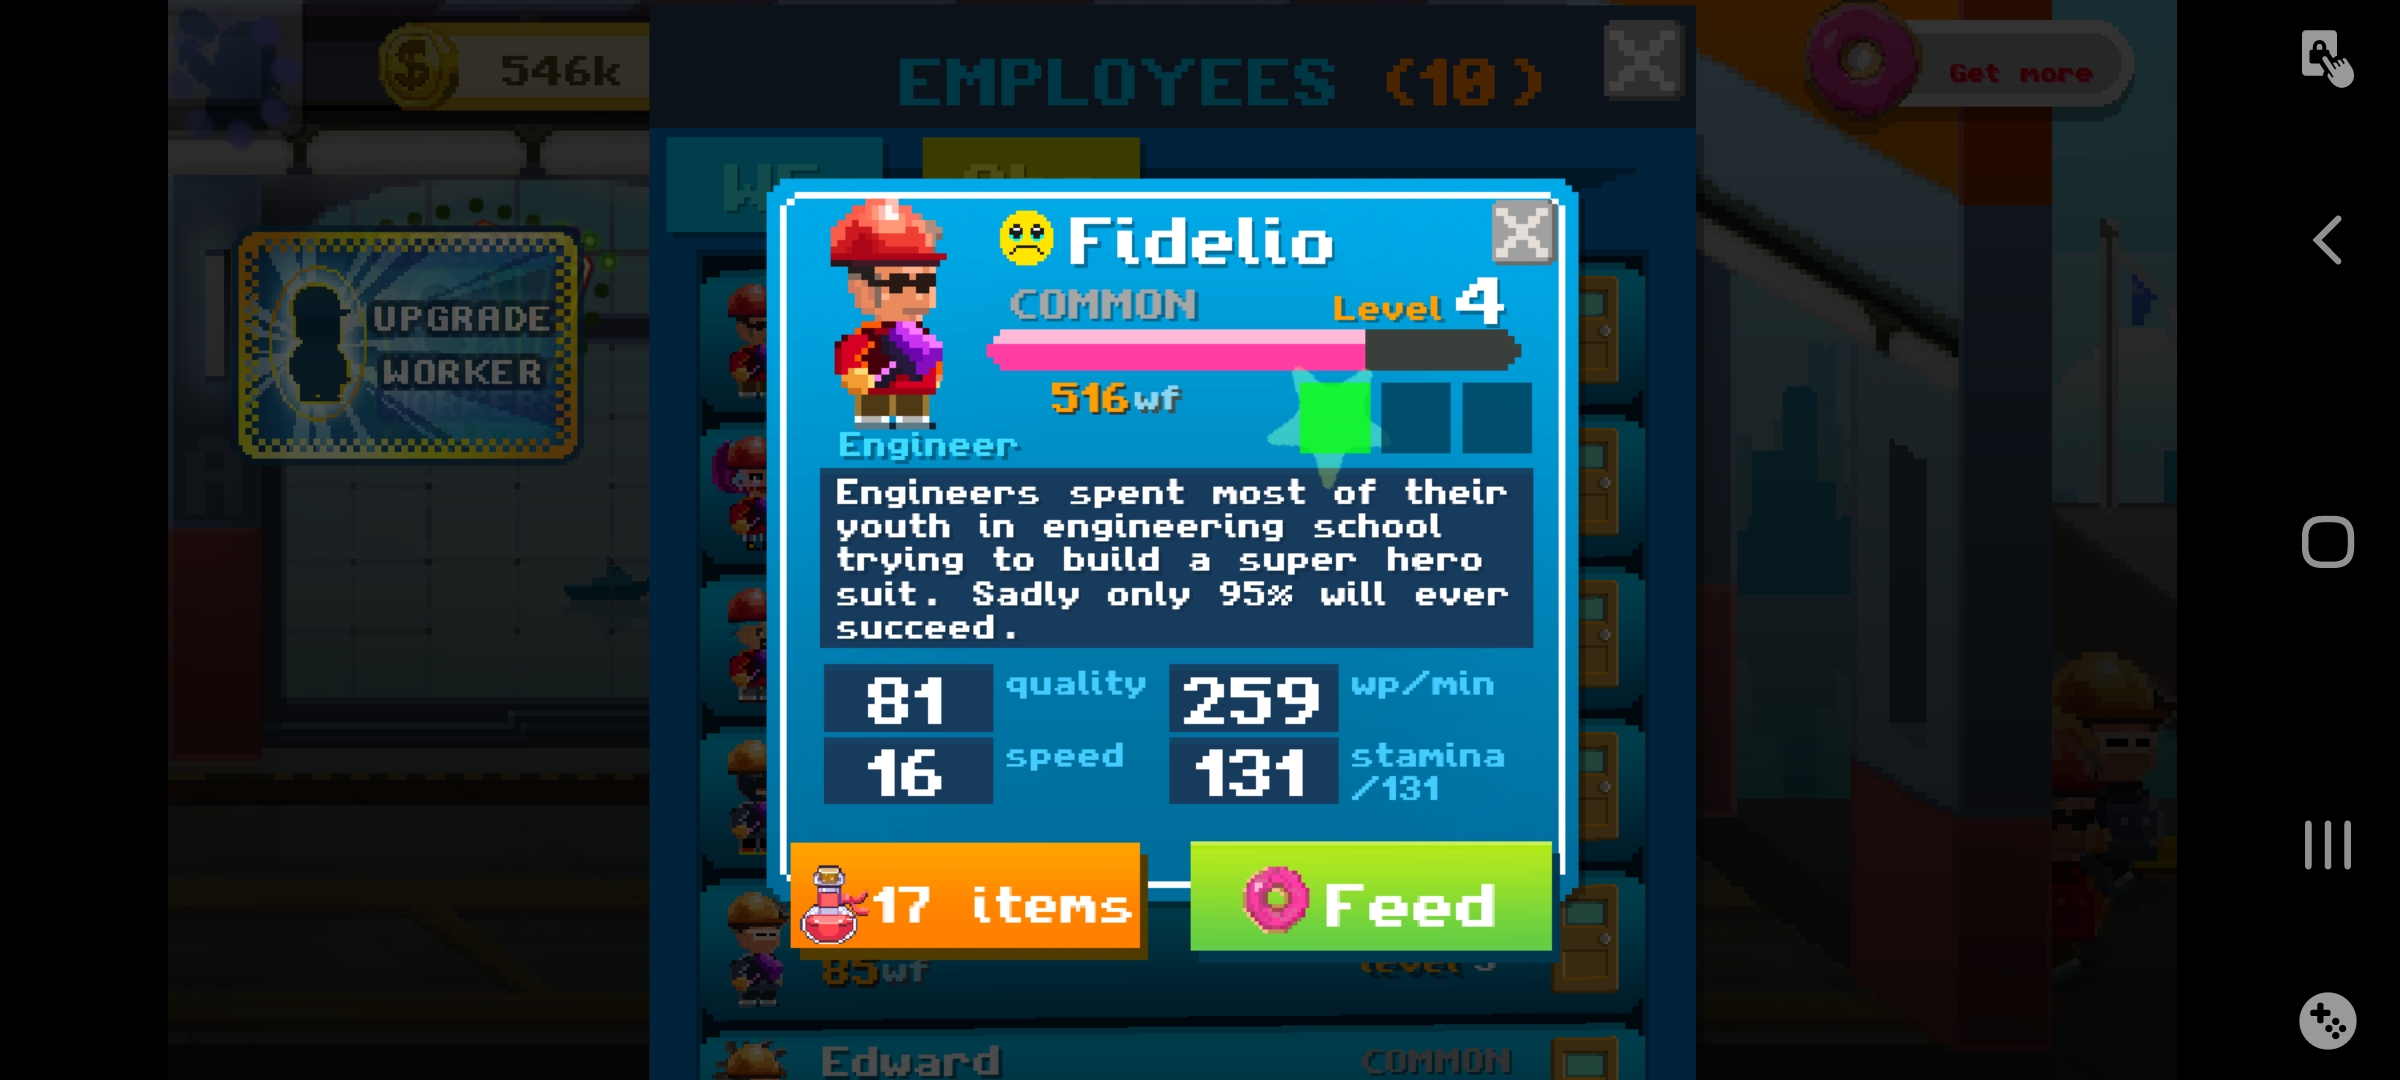 546k
EMPLOYEES (10)
Get more
UPGRADE
WORKER
Fidelio
COMMON
Level 4
516wf
Engineer
Engineers spent most of their
youth in engineering school
trying to build a super hero
suit. Sadly only 95% will ever
succeed.
81 quality
259 wp/min
16 speed
131 stamina
/131
17 items
Feed
85wf
level
Edward
COMMON